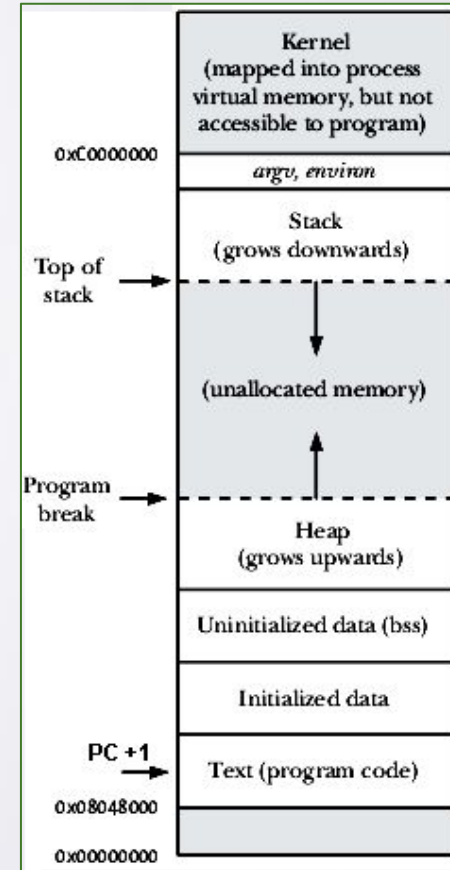 Kernel
(mapped into process
virtual memory, but not
accessible to program)
0xC0000000
argv, environ
Stack
(grows downwards)
Top of
stack
(unallocated memory)
Program
break
Heap
(grows upwards)
Uninitialized data (bss)
Initialized data
PC +1
Text (program code)
0x08048000
0x00000000